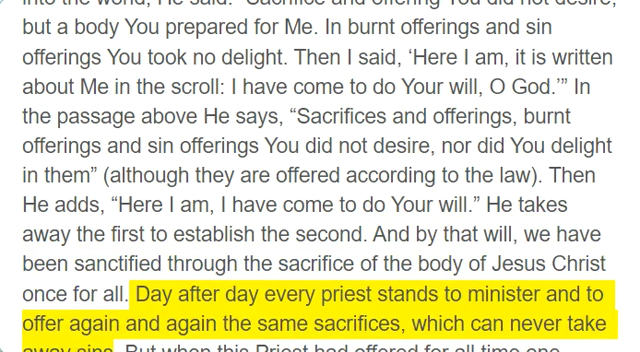 into the world, He said: “Sacrifice and offering You did not desire,
but a body You prepared for Me. In burnt offerings and sin
offerings You took no delight. Then I said, ‘Here I am, it is written
about Me in the scroll: I have come to do Your will, O God.’” In
the passage above He says, “Sacrifices and offerings, burnt
offerings and sin offerings You did not desire, nor did You delight
in them” (although they are offered according to the law). Then
He adds, “Here I am, I have come to do Your will.” He takes
away the first to establish the second. And by that will, we have
been sanctified through the sacrifice of the body of Jesus Christ
once for all. Day after day every priest stands to minister and to
offer again and again the same sacrifices, which can never take
away sins. But when this Priest had offered for all time one